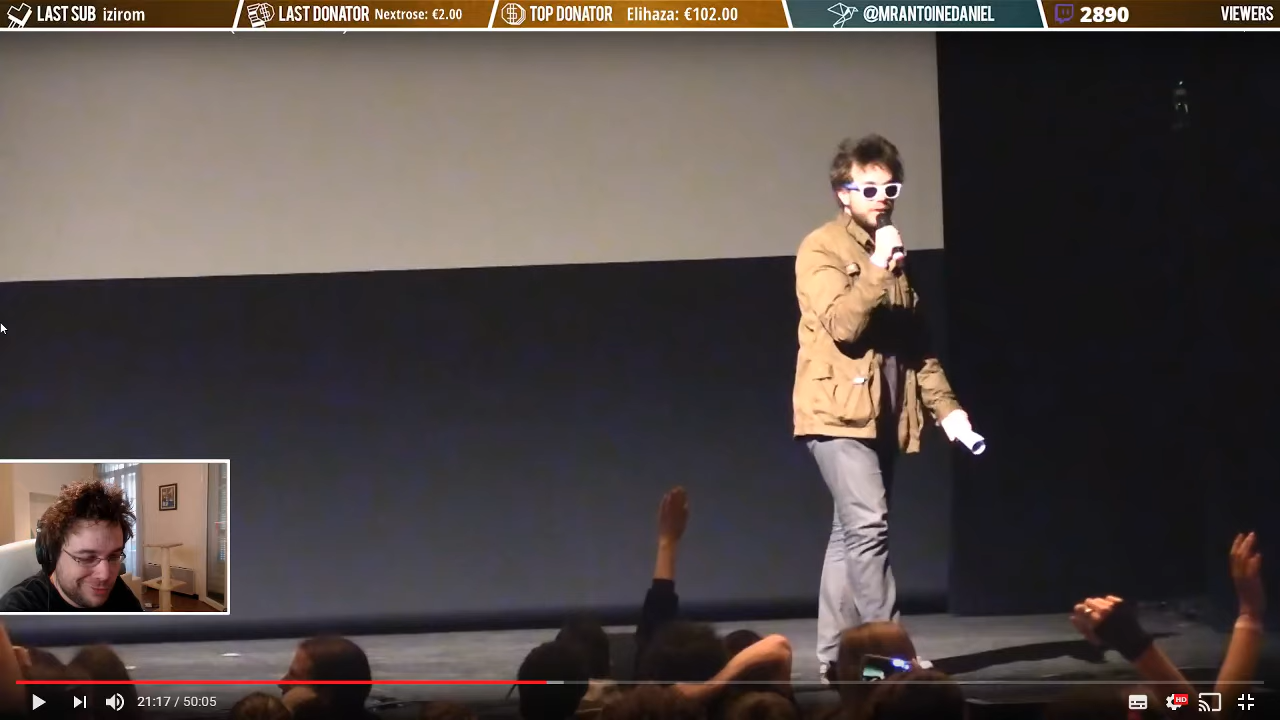 LAST SUB izirom
LAST DONATOR Nextrose: €2.00
TOP DONATOR Elihaza: €102.00
@MRANTOINEDANIEL
2890 VIEWERS
21:17 / 50:05
HD